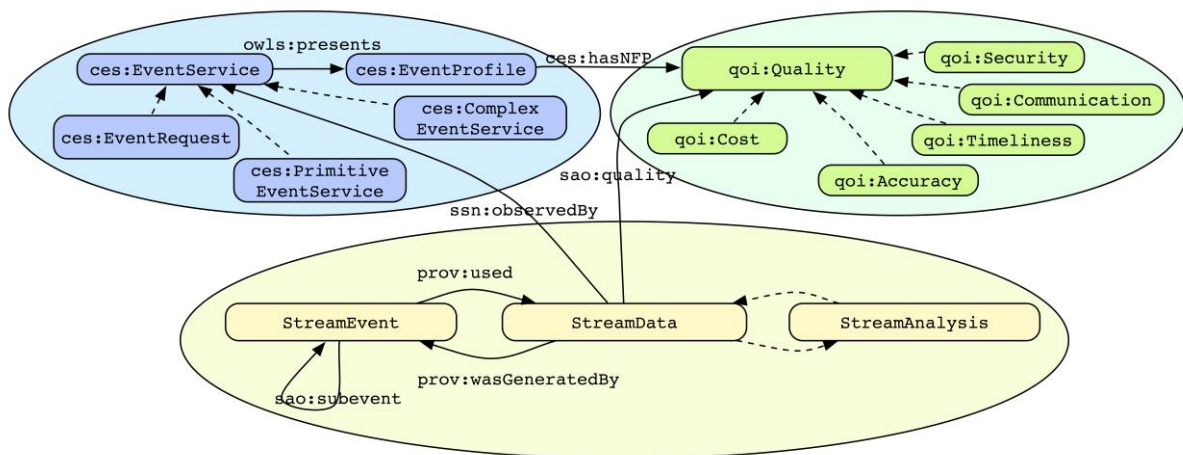 owls:presents
ces:EventService
ces:EventProfile
ces:hasNFP
qoi:Quality
qoi:Security
ces:Complex
EventService
qoi:Communication
ces:EventRequest
qoi:Cost
qoi:Timeliness
ces:Primitive
EventService
sao:quality
qoi:Accuracy
ssn:observedBy
prov:used
StreamEvent
StreamData
StreamAnalysis
prov:wasGeneratedBy
sao:subevent